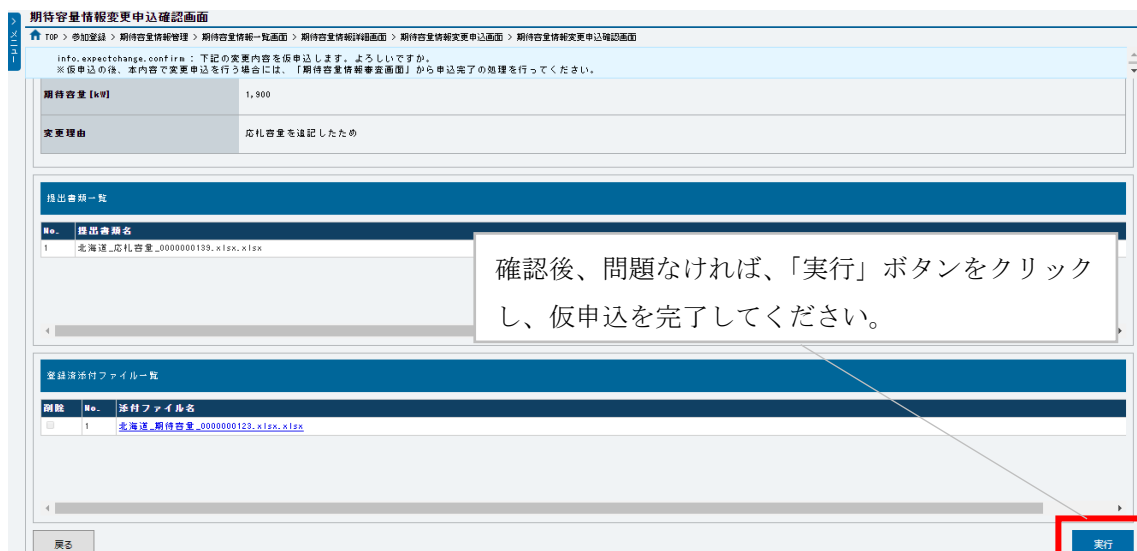 期待容量情報変更申込確認画面
>
メニュー
TOP > 参加登録 > 期待容量情報管理 > 期待容量情報一覧画面 > 期待容量情報詳細画面 > 期待容量情報変更申込画面 > 期待容量情報変更申込確認画面
info.expectchange.confirm : 下記の変更内容を仮申込します。よろしいですか。
※仮申込の後、本内容で変更申込を行う場合には、「期待容量情報審査画面」から申込完了の処理を行ってください。
期待容量[kW] 1,900
変更理由 応札容量を追記したため
提出書類一覧
No. 提出書類名
1 北海道_応札容量_0000000139.xlsx.xlsx
確認後、問題なければ、「実行」ボタンをクリック
し、仮申込を完了してください。
登録済添付ファイル一覧
削除 No. 添付ファイル名
1 北海道_期待容量_0000000123.xlsx.xlsx
戻る 実行